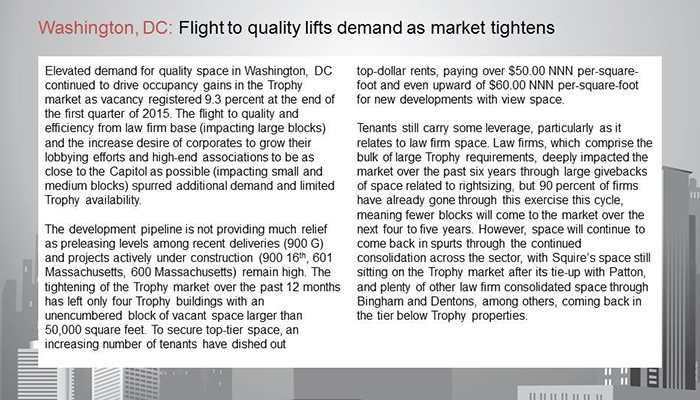 Washington, DC: Flight to quality lifts demand as market tightens
Elevated demand for quality space in Washington, DC
continued to drive occupancy gains in the Trophy
market as vacancy registered 9.3 percent at the end of
the first quarter of 2015. The flight to quality and
efficiency from law firm base (impacting large blocks)
and the increase desire of corporates to grow their
lobbying efforts and high-end associations to be as
close to the Capitol as possible (impacting small and
medium blocks) spurred additional demand and limited
Trophy availability.
The development pipeline is not providing much relief
as preleasing levels among recent deliveries (900 G)
and projects actively under construction (900 16th, 601
Massachusetts, 600 Massachusetts) remain high. The
tightening of the Trophy market over the past 12 months
has left only four Trophy buildings with an
unencumbered block of vacant space larger than
50,000 square feet. To secure top-tier space, an
increasing number of tenants have dished out
top-dollar rents, paying over $50.00 NNN per-square-
foot and even upward of $60.00 NNN per-square-foot
for new developments with view space.
Tenants still carry some leverage, particularly as it
relates to law firm space. Law firms, which comprise the
bulk of large Trophy requirements, deeply impacted the
market over the past six years through large givebacks
of space related to rightsizing, but 90 percent of firms
have already gone through this exercise this cycle,
meaning fewer blocks will come to the market over the
next four to five years. However, space will continue to
come back in spurts through the continued
consolidation across the sector, with Squire's space still
sitting on the Trophy market after its tie-up with Patton,
and plenty of other law firm consolidated space through
Bingham and Dentons, among others, coming back in
the tier below Trophy properties.